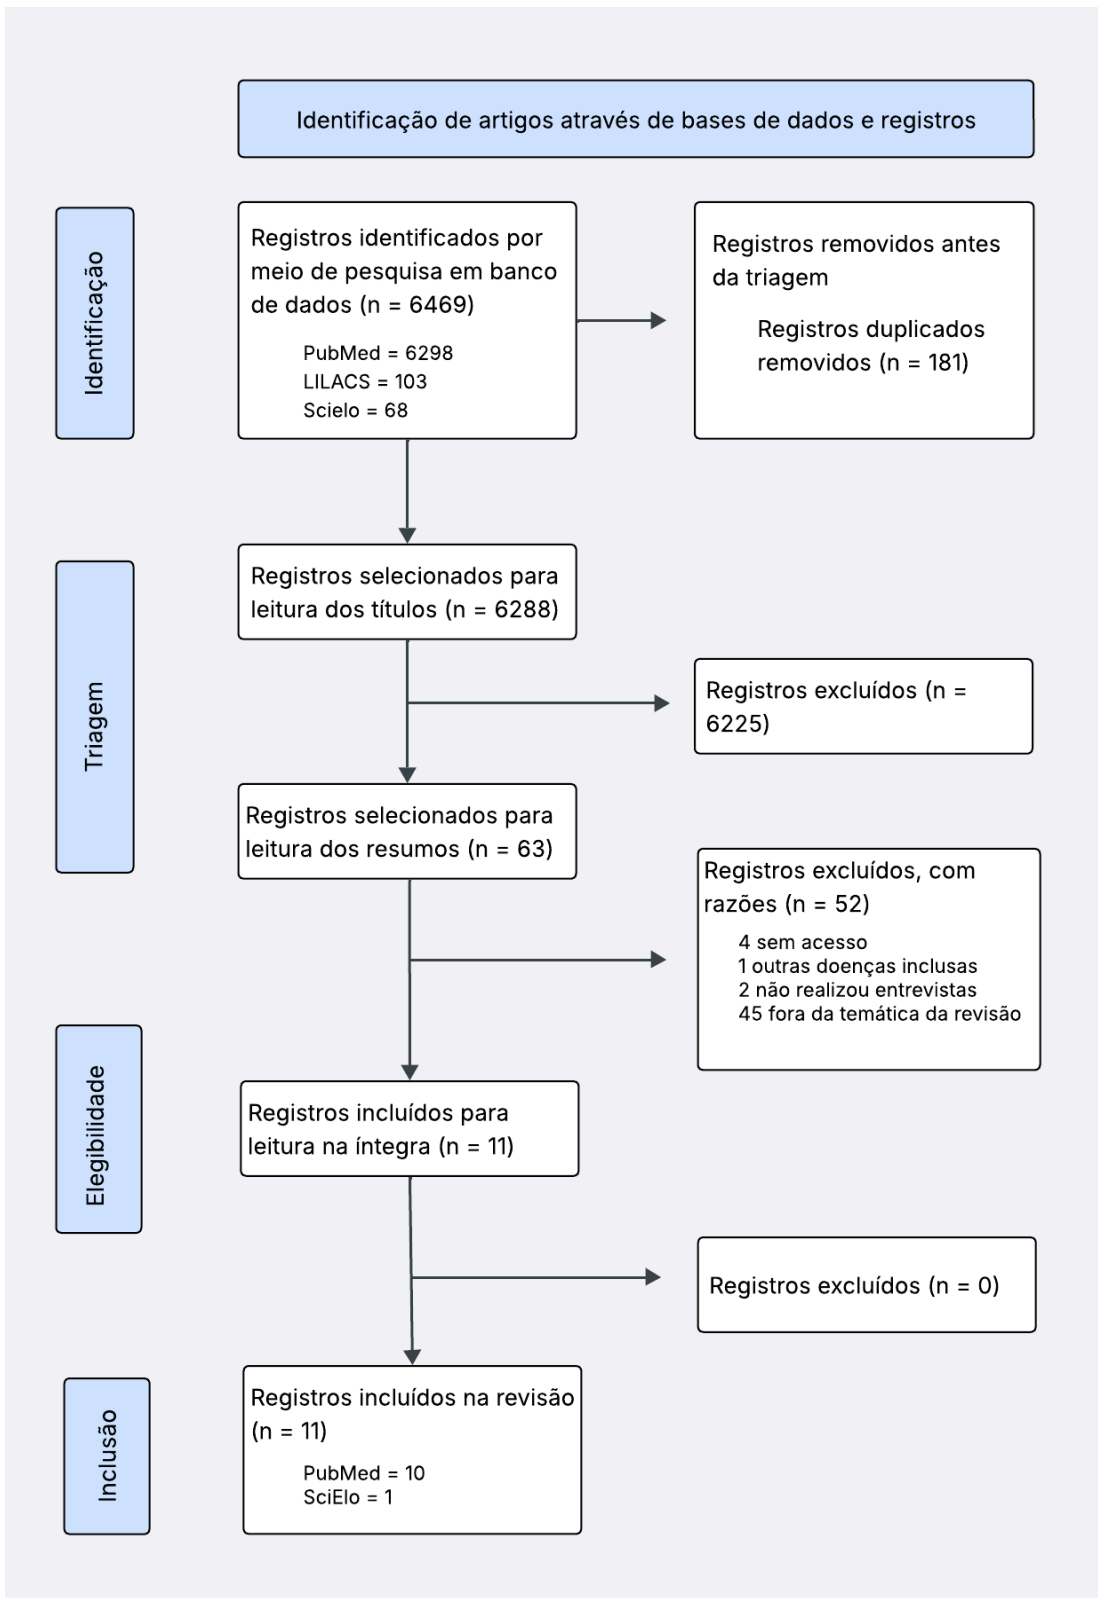 Identificação de artigos através de bases de dados e registros
Identificação
Registros identificados por
meio de pesquisa em banco
de dados (n = 6469)
PubMed = 6298
LILACS = 103
Scielo = 68
Registros removidos antes
da triagem
Registros duplicados
removidos (n = 181)
Triagem
Registros selecionados para
leitura dos títulos (n = 6288)
Registros excluídos (n =
6225)
Registros selecionados para
leitura dos resumos (n = 63)
Registros excluídos, com
razões (n = 52)
4 sem acesso
1 outras doenças inclusas
2 não realizou entrevistas
45 fora da temática da revisão
Elegibilidade
Registros incluídos para
leitura na íntegra (n = 11)
Registros excluídos (n = 0)
Inclusão
Registros incluídos na revisão
(n = 11)
PubMed = 10
SciElo = 1